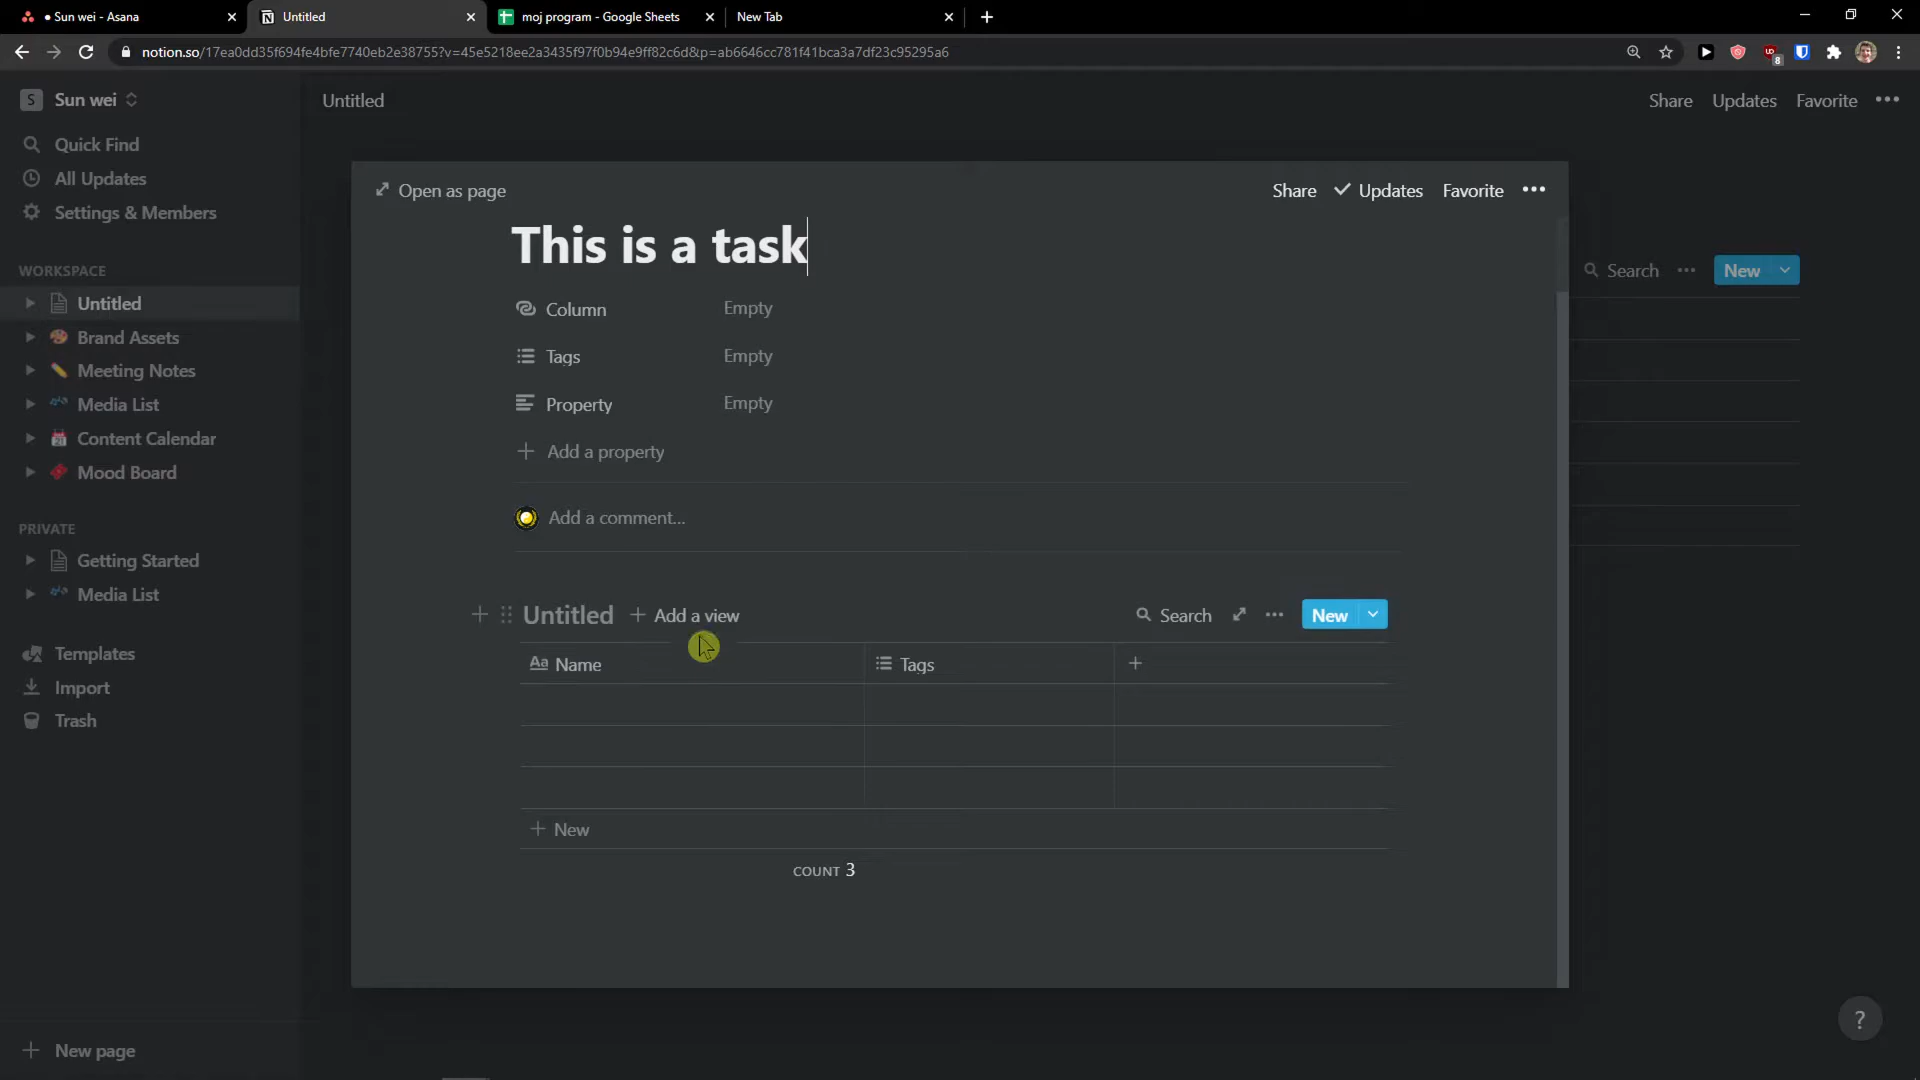 Sun wei - Asana
Untitled
moj program - Google Sheets
New Tab
notion.so/17ea0dd35f694fe4bfe7740eb2e38755?v=45e5218ee2a3435f97f0b94e9ff82c6d&p=ab6646cc781f41bca3a7df23c95295a6
8
S Sun wei
Untitled
Share Updates Favorite
Quick Find
All Updates
Settings & Members
WORKSPACE
Untitled
Brand Assets
Meeting Notes
Media List
Content Calendar
Mood Board
PRIVATE
Getting Started
Media List
Templates
Import
Trash
New page
Search New
Open as page
Share Updates Favorite
This is a task
Column Empty
Tags Empty
Property Empty
Add a property
Add a comment...
Untitled Add a view
Search New
Aa Name Tags
New
COUNT 3
?